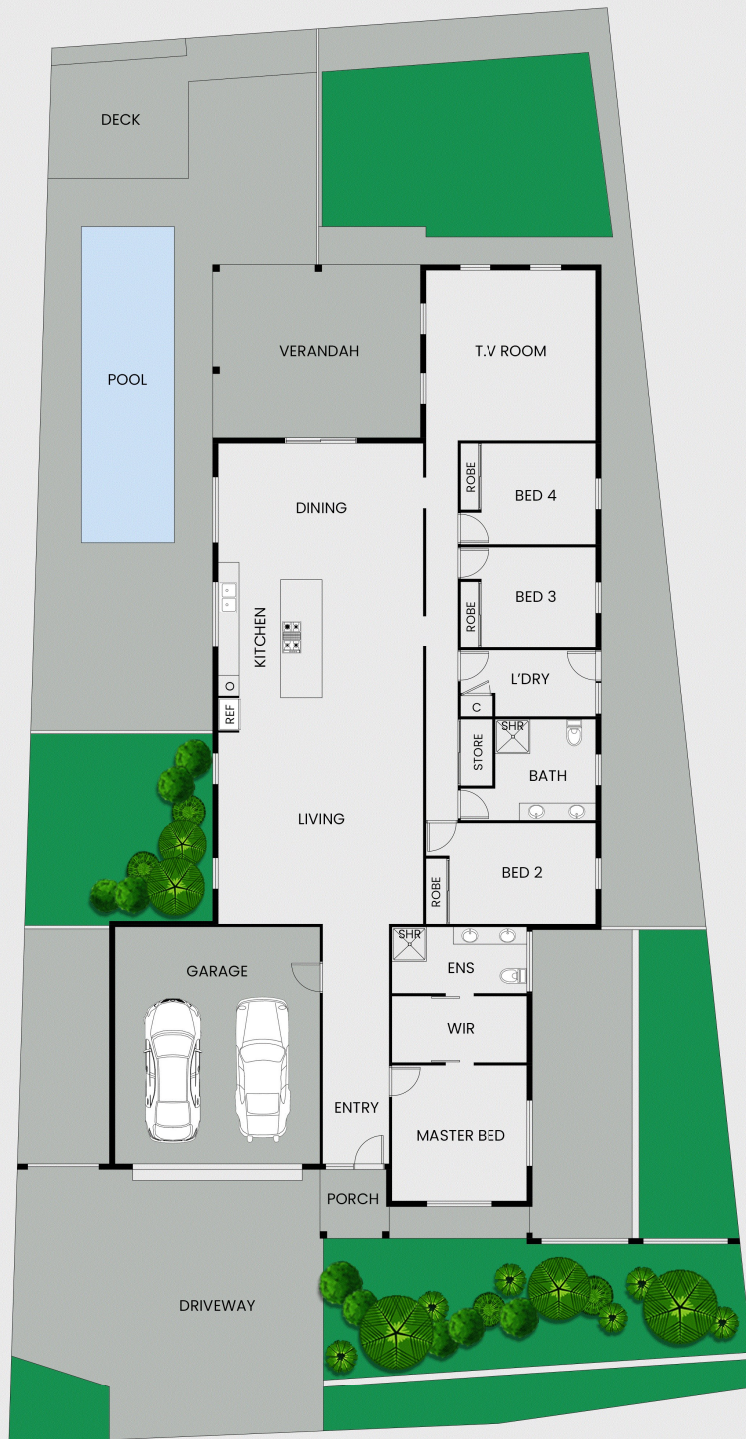 DECK
POOL
VERANDAH
T.V ROOM
ROBE
BED 4
DINING
BED 3
ROBE
KITCHEN
L'DRY
O
C
REF
SHR
STORE
BATH
LIVING
BED 2
ROBE
SHR
GARAGE
ENS
WIR
ENTRY
MASTER BED
PORCH
DRIVEWAY